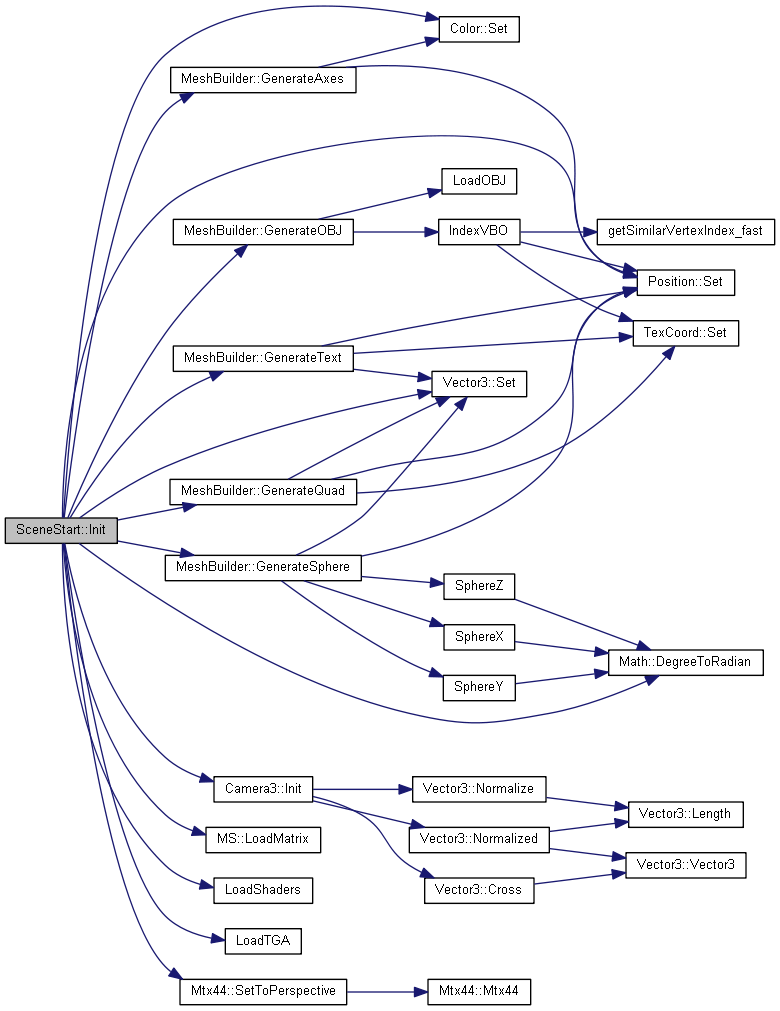 Color::Set
MeshBuilder::GenerateAxes
LoadOBJ
MeshBuilder::GenerateOBJ
IndexVBO
getSimilarVertexIndex_fast
Position::Set
TexCoord::Set
MeshBuilder::GenerateText
Vector3::Set
MeshBuilder::GenerateQuad
SceneStart::Init
MeshBuilder::GenerateSphere
SphereZ
SphereX
Math::DegreeToRadian
SphereY
Camera3::Init
Vector3::Normalize
Vector3::Length
MS::LoadMatrix
Vector3::Normalized
Vector3::Vector3
LoadShaders
Vector3::Cross
LoadTGA
Mtx44::SetToPerspective
Mtx44::Mtx44